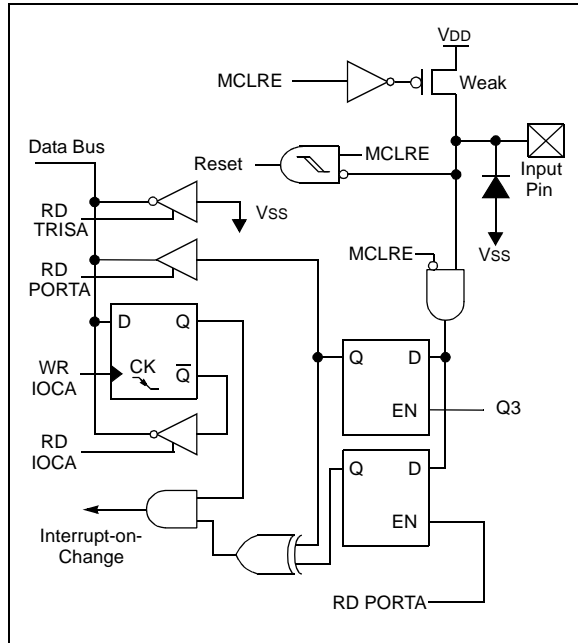 VDD
MCLRE
Weak
Data Bus
Reset
MCLRE
Input
Pin
RD
TRISA
VSS
VSS
RD
PORTA
MCLRE
D
Q
Q
D
WR
IOCA
CK
Q
EN
Q3
RD
IOCA
Q
D
EN
Interrupt-on-
Change
RD PORTA